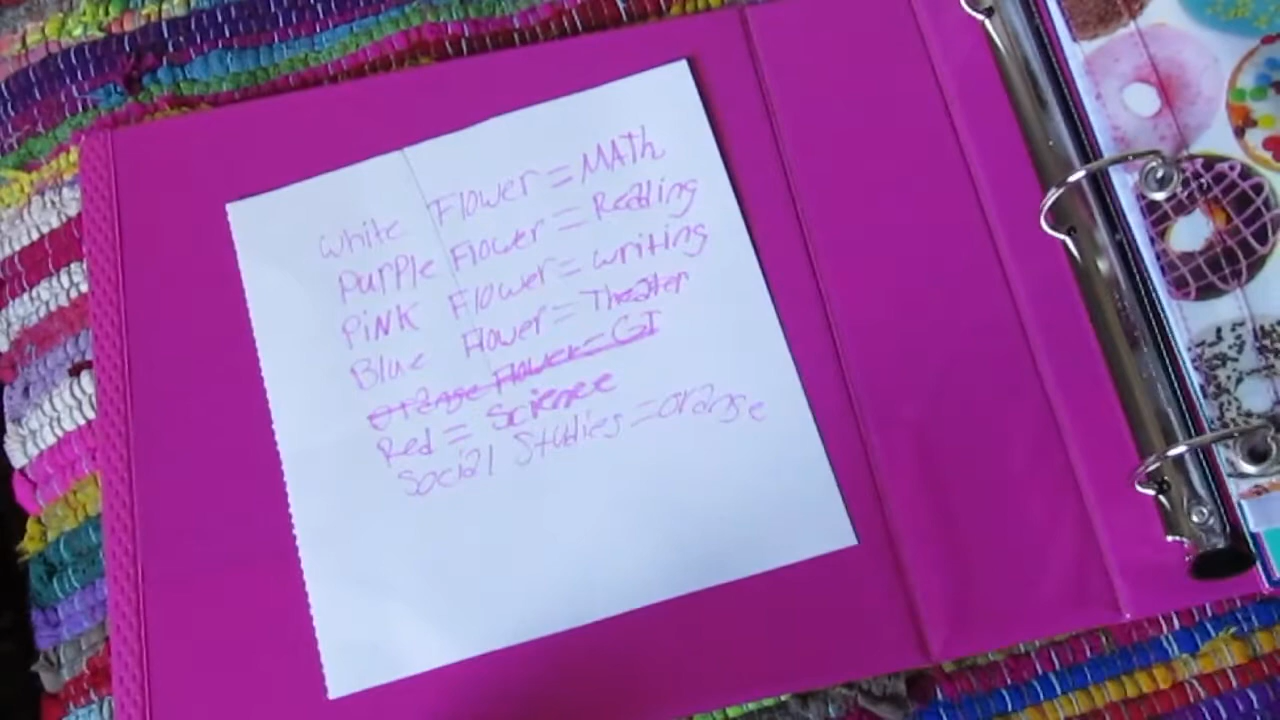 White Flower = MATh
PUrPle Flower = Reading
PiNK Flower = writing
Blue Flower = Theater
orange Flower = GI
Red = Science
Social Studies = orange